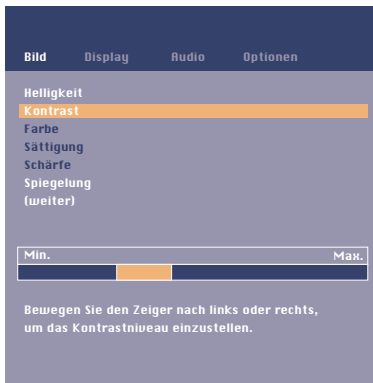 Bild Display Audio Optionen
Helligkeit
Kontrast
Farbe
Sättigung
Schärfe
Spiegelung
(weiter)
Min. Max.
Bewegen Sie den Zeiger nach links oder rechts,
um das Kontrastniveau einzustellen.